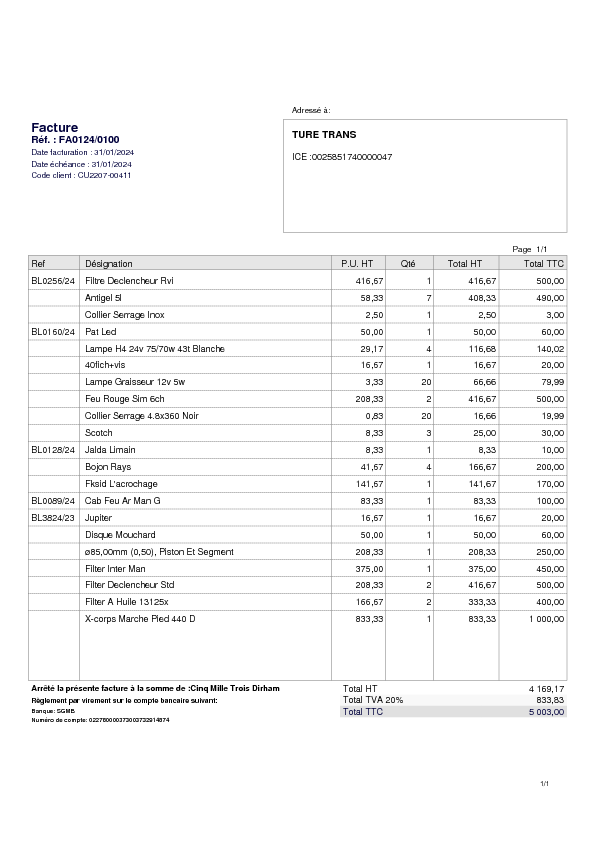 Adressé à:
Facture
Réf. : FA0124/0100
Date facturation : 31/01/2024
Date échéance : 31/01/2024
Code client : CU2207-00411
TURE TRANS
ICE :0025851740000047
Page 1/1
Ref Désignation P.U. HT Qté Total HT Total TTC
BL0256/24 Filtre Declencheur Rvi 416,67 1 416,67 500,00
Antigel 5l 58,33 7 408,33 490,00
Collier Serrage Inox 2,50 1 2,50 3,00
BL0160/24 Pat Led 50,00 1 50,00 60,00
Lampe H4 24v 75/70w 43t Blanche 29,17 4 116,68 140,02
40fich+vis 16,67 1 16,67 20,00
Lampe Graisseur 12v 5w 3,33 20 66,66 79,99
Feu Rouge Sim 6ch 208,33 2 416,67 500,00
Collier Serrage 4.8x360 Noir 0,83 20 16,66 19,99
Scotch 8,33 3 25,00 30,00
BL0128/24 Jalda Limain 8,33 1 8,33 10,00
Bojon Rays 41,67 4 166,67 200,00
Fksid L'acrochage 141,67 1 141,67 170,00
BL0089/24 Cab Feu Ar Man G 83,33 1 83,33 100,00
BL3824/23 Jupiter 16,67 1 16,67 20,00
Disque Mouchard 50,00 1 50,00 60,00
ø85,00mm (0,50), Piston Et Segment 208,33 1 208,33 250,00
Filter Inter Man 375,00 1 375,00 450,00
Filter Declencheur Std 208,33 2 416,67 500,00
Filter A Huile 13125x 166,67 2 333,33 400,00
X-corps Marche Pied 440 D 833,33 1 833,33 1 000,00
Arrêté la présente facture à la somme de :Cinq Mille Trois Dirham
Total HT 4 169,17
Règlement par virement sur le compte bancaire suivant:
Total TVA 20% 833,83
Banque: SGMB
Total TTC 5 003,00
Numéro de compte:
1/1